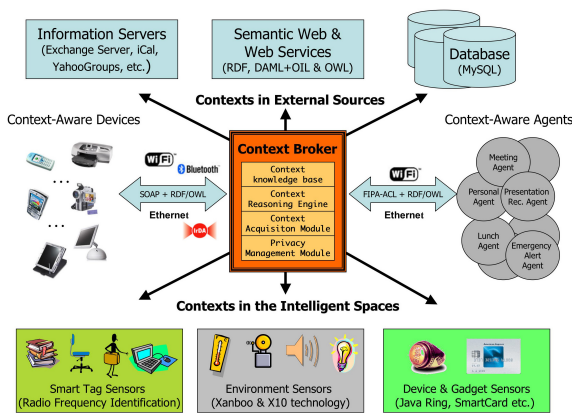 Information Servers
(Exchange Server, iCal,
YahooGroups, etc.)
Semantic Web &
Web Services
(RDF, DAML+OIL & OWL)
Database
(MySQL)
Contexts in External Sources
Context-Aware Devices
Context-Aware Agents
Wi Fi
Bluetooth
SOAP + RDF/OWL
Ethernet
IrDA
Context Broker
Context
knowledge base
Context
Reasoning Engine
Context
Acquisiton Module
Privacy
Management Module
Wi Fi
FIPA-ACL + RDF/OWL
Ethernet
Meeting
Agent
Personal
Agent
Presentation
Rec. Agent
Lunch
Agent
Emergency
Alert
Agent
Contexts in the Intelligent Spaces
Smart Tag Sensors
(Radio Frequency Identification)
Environment Sensors
(Xanboo & X10 technology)
Device & Gadget Sensors
(Java Ring, SmartCard etc.)